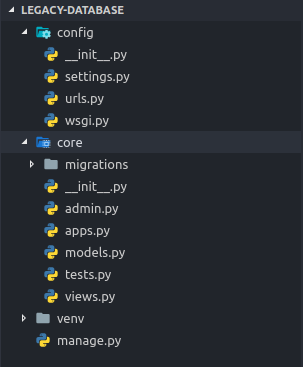 LEGACY-DATABASE
config
__init__.py
settings.py
urls.py
wsgi.py
core
migrations
__init__.py
admin.py
apps.py
models.py
tests.py
views.py
venv
manage.py